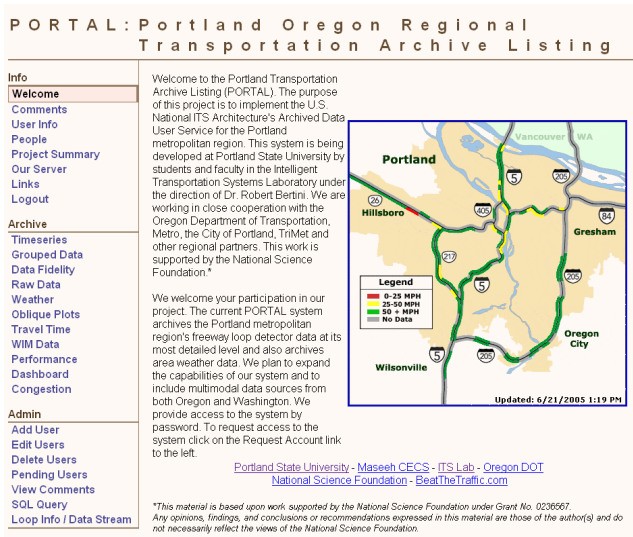 PORTAL: Portland Oregon Regional
Transportation Archive Listing
Info
Welcome
Comments
User Info
People
Project Summary
Our Server
Links
Logout
Archive
Timeseries
Grouped Data
Data Fidelity
Raw Data
Weather
Oblique Plots
Travel Time
WIM Data
Performance
Dashboard
Congestion
Admin
Add User
Edit Users
Delete Users
Pending Users
View Comments
SQL Query
Loop Info / Data Stream
Welcome to the Portland Transportation
Archive Listing (PORTAL). The purpose
of this project is to implement the U.S.
National ITS Architecture's Archived Data
User Service for the Portland
metropolitan region. This system is being
developed at Portland State University by
students and faculty in the Intelligent
Transportation Systems Laboratory under
the direction of Dr. Robert Bertini. We are
working in close cooperation with the
Oregon Department of Transportation,
Metro, the City of Portland, TriMet and
other regional partners. This work is
supported by the National Science
Foundation.*
We welcome your participation in our
project. The current PORTAL system
archives the Portland metropolitan
region's freeway loop detector data at its
most detailed level and also archives
area weather data. We plan to expand
the capabilities of our system and to
include multimodal data sources from
both Oregon and Washington. We
provide access to the system by
password. To request access to the
system click on the Request Account link
to the left.
Vancouver WA
Portland
5
205
26
405
84
Hillsboro
Gresham
217
205
5
Legend
0-25 MPH
25-50 MPH
50 + MPH
No Data
Oregon
City
5
205
Wilsonville
Updated: 6/21/2005 1:19 PM
Portland State University - Maseeh CECS - ITS Lab - Oregon DOT
National Science Foundation - BeatTheTraffic.com
*This material is based upon work supported by the National Science Foundation under Grant No. 0236567.
Any opinions, findings, and conclusions or recommendations expressed in this material are those of the author(s) and do
not necessarily reflect the views of the National Science Foundation.